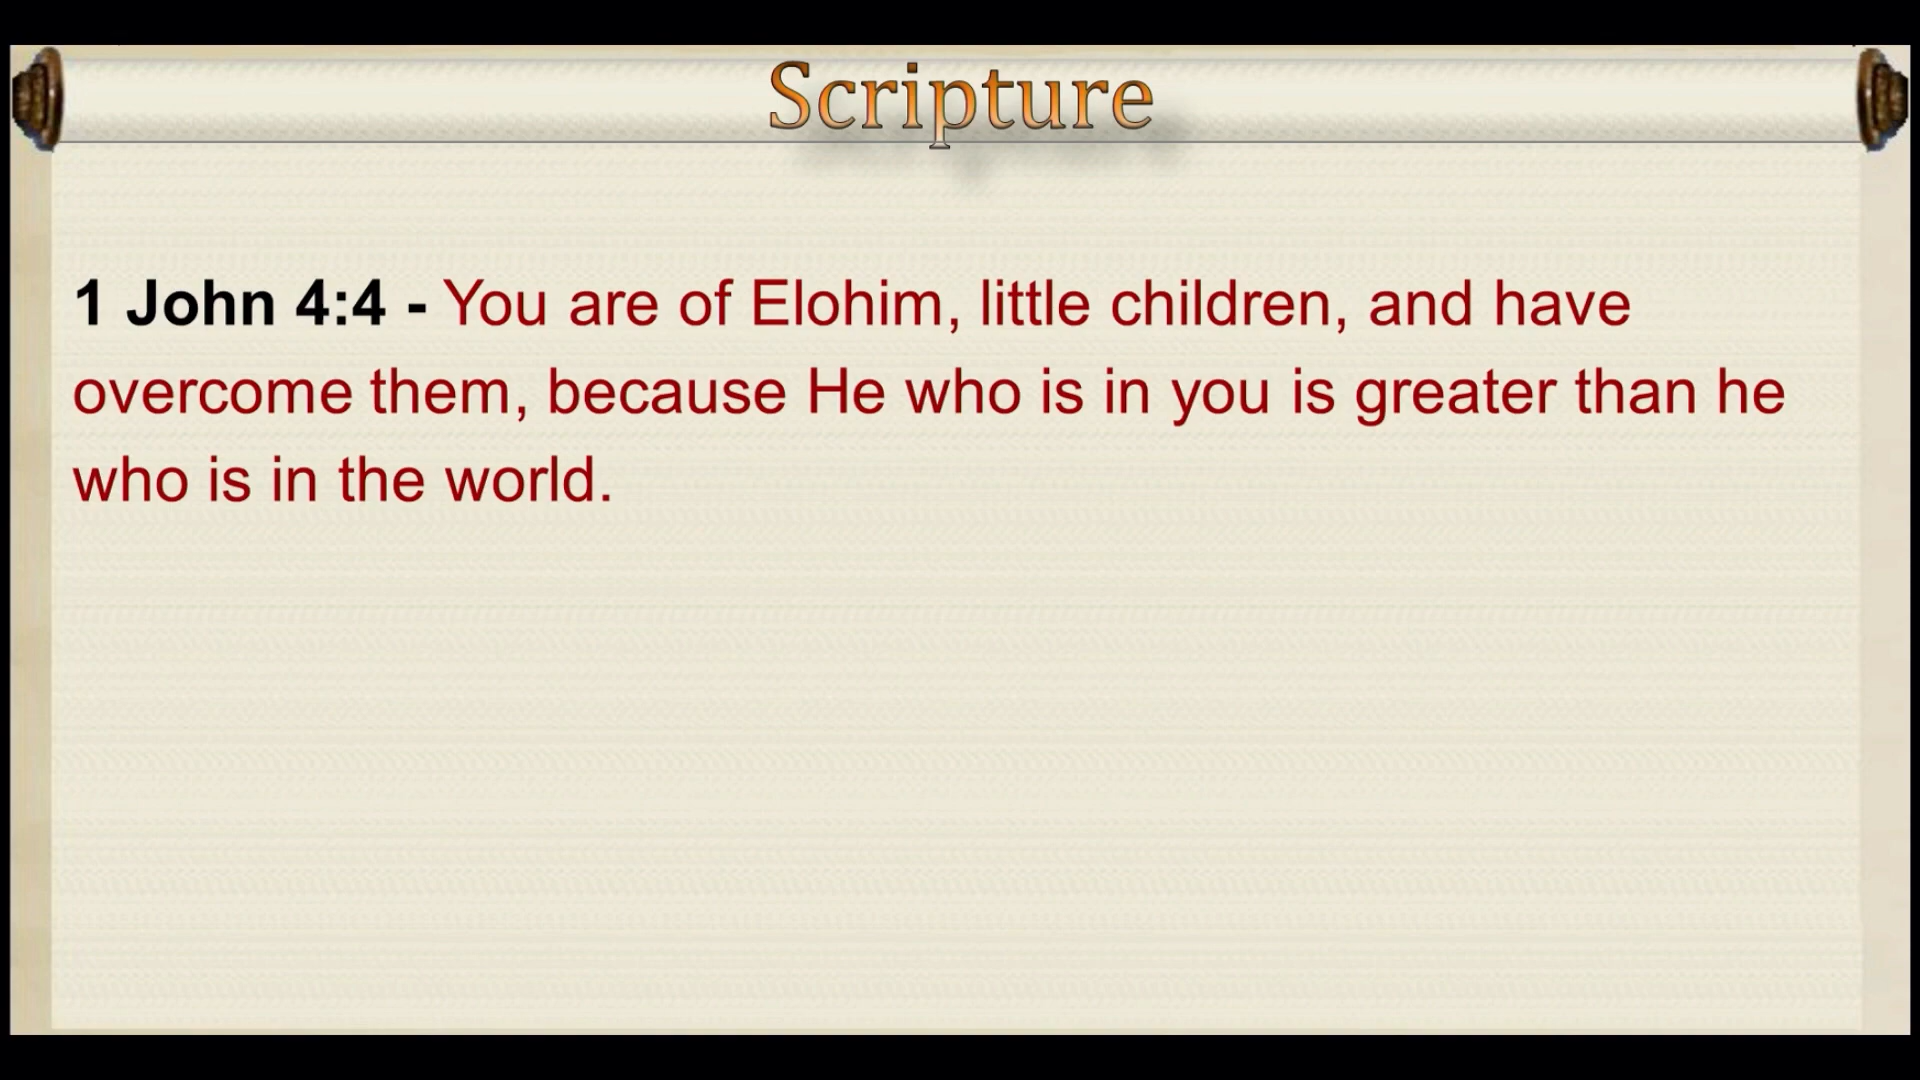 Scripture
1 John 4:4 - You are of Elohim, little children, and have
overcome them, because He who is in you is greater than he
who is in the world.